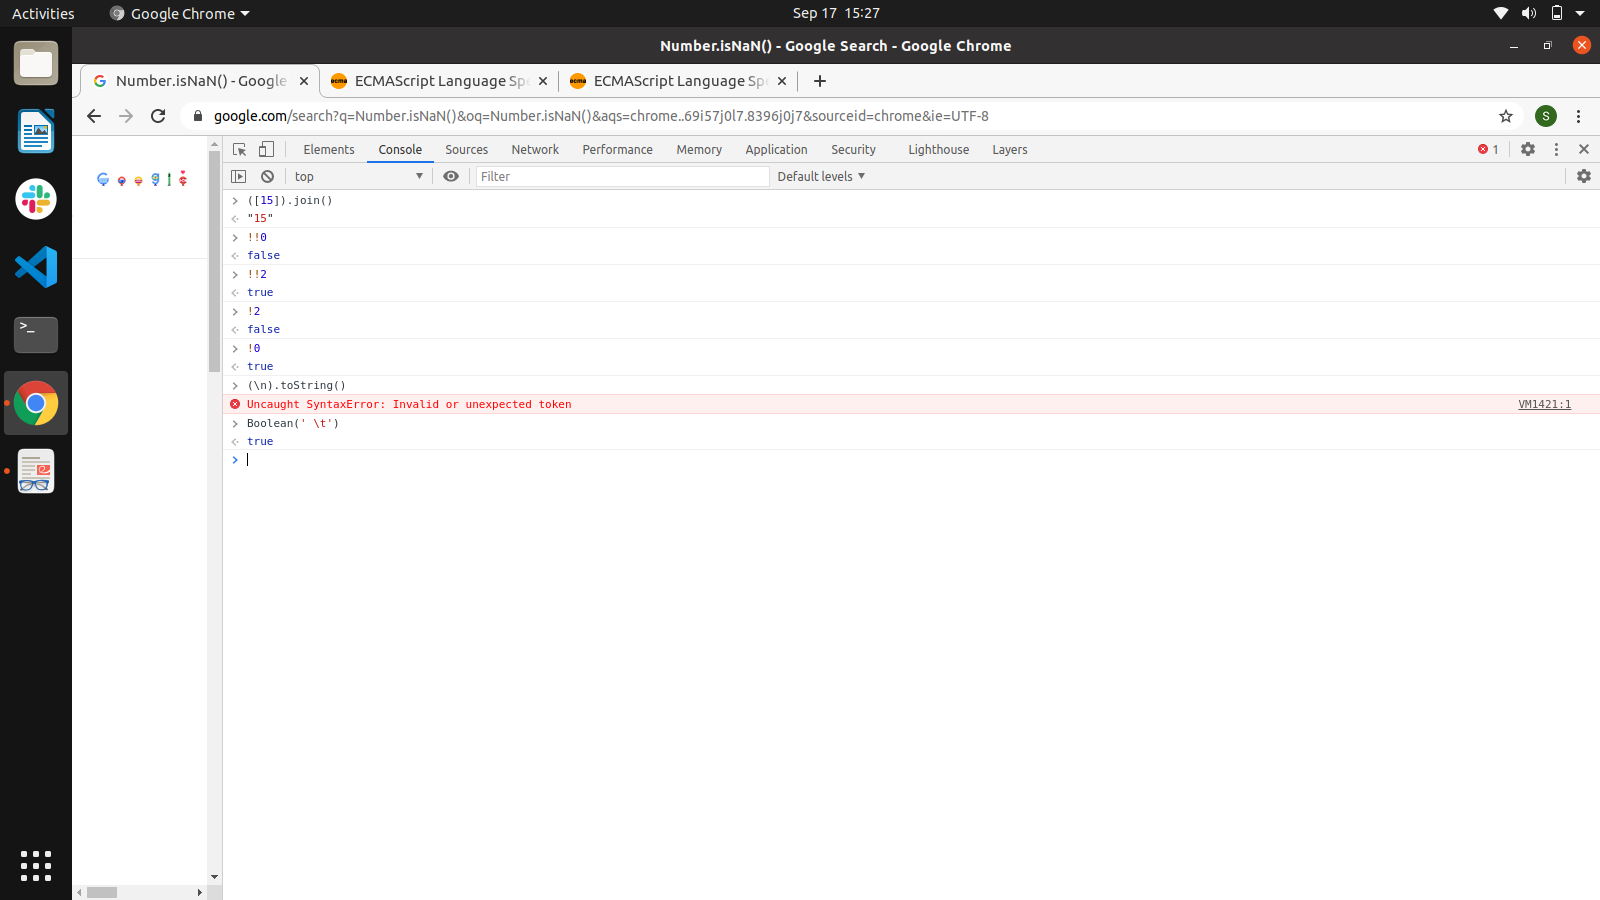 Activities Google Chrome Sep 17 15:27
Number.isNaN() - Google Search - Google Chrome
Number.isNaN() - Google ECMAScript Language Spe ECMAScript Language Spe
google.com/search?q=Number.isNaN()&oq=Number.isNaN()&aqs=chrome..69i57j0l7.8396j0j7&sourceid=chrome&ie=UTF-8 S
Elements Console Sources Network Performance Memory Application Security Lighthouse Layers 1
top Filter Default levels
([15]).join()
"15"
!!0
false
!!2
true
!2
false
!0
true
(\n).toString()
Uncaught SyntaxError: Invalid or unexpected token VM1421:1
Boolean(' \t')
true